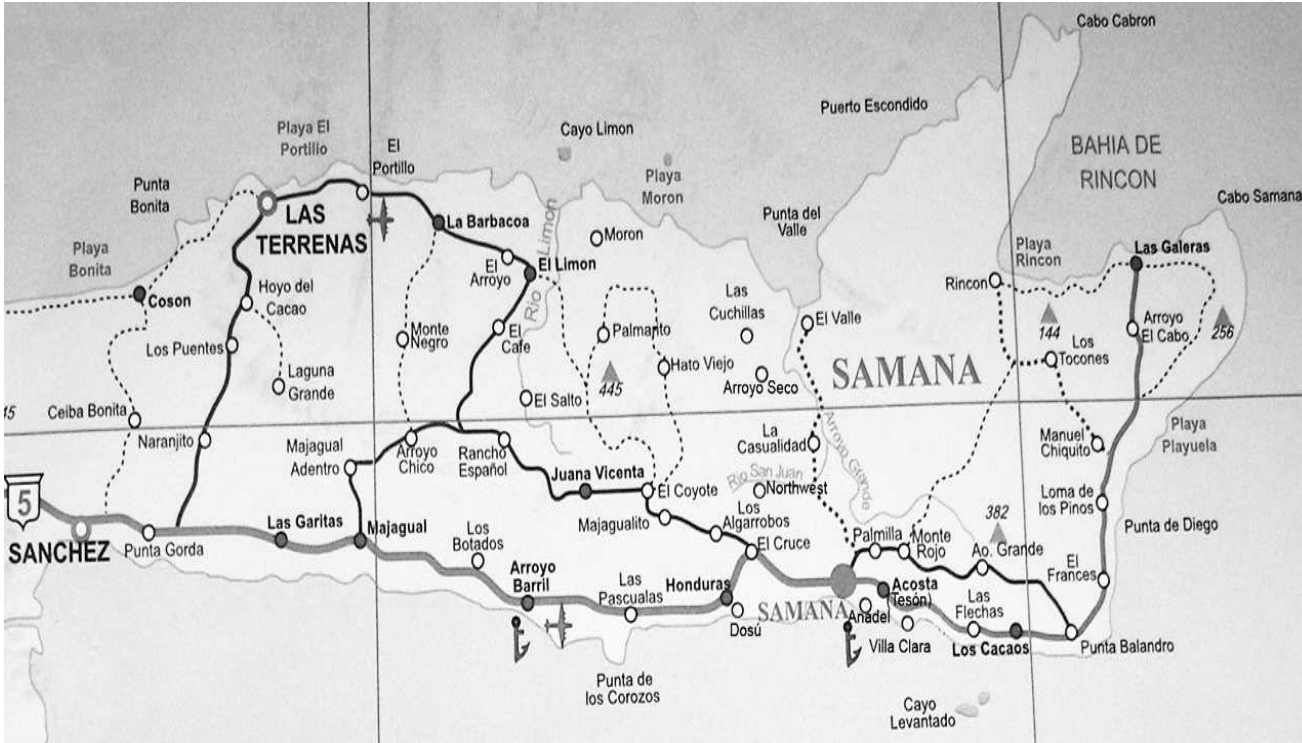 Cabo Cabron
Puerto Escondido
BAHIA DE
RINCON
Cayo Limon
Playa El
Portillo
El
Portillo
Playa
Moron
Punta
Bonita
Cabo Samana
LAS
TERRENAS
La Barbacoa
Punta del
Valle
Moron
Playa
Bonita
Playa
Rincon
Las Galeras
El
Arroyo
El Limon
Rio Limon
Coson
Hoyo del
Cacao
Las
Cuchillas
Rincon
El Valle
144
Arroyo
El Cabo
256
Los Puentes
Monte
Negro
El
Cafe
Palmanto
Los
Tocones
Hato Viejo
SAMANA
Laguna
Grande
445
Arroyo Seco
El Salto
Ceiba Bonita
Playa
Playuela
Naranjito
Majagual
Adentro
Arroyo
Chico
Rancho
Español
La
Casualidad
Arroyo Grande
Manuel
Chiquito
Juana Vicenta
Rio San Juan
El Coyote
Northwest
5
Loma de
los Pinos
Majagualito
Los
Algarrobos
382
Punta de Diego
SANCHEZ
Punta Gorda
Las Garitas
Majagual
Los
Botados
El Cruce
Palmilla
Monte
Rojo
Ao. Grande
El
Frances
Arroyo
Barril
Las
Pascualas
Honduras
Acosta
(Tesón)
Las
Flechas
SAMANA
Anadel
Dosú
Villa Clara
Los Cacaos
Punta Balandro
Punta de
los Corozos
Cayo
Levantado